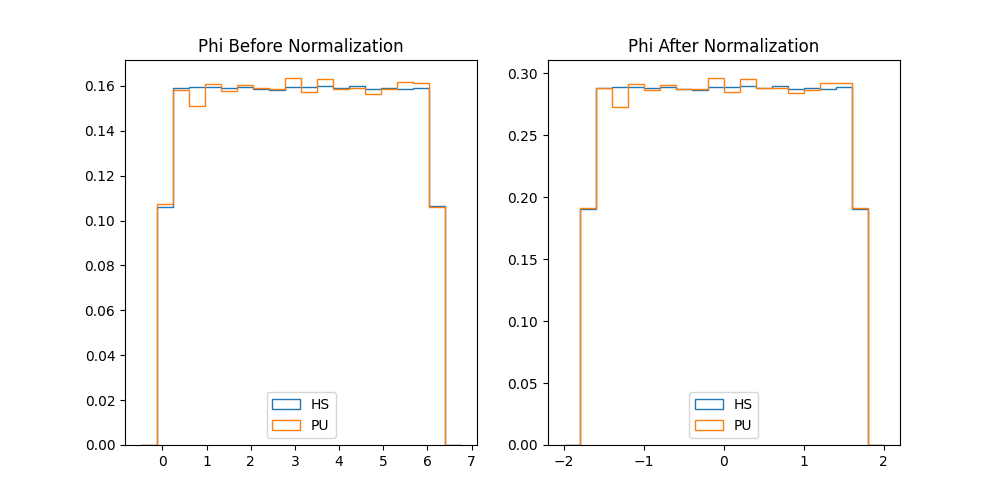 Phi Before Normalization
0.16
0.14
0.12
0.10
0.08
0.06
0.04
0.02
0.00
0 1 2 3 4 5 6 7
HS
PU
Phi After Normalization
0.30
0.25
0.20
0.15
0.10
0.05
0.00
−2 −1 0 1 2
HS
PU